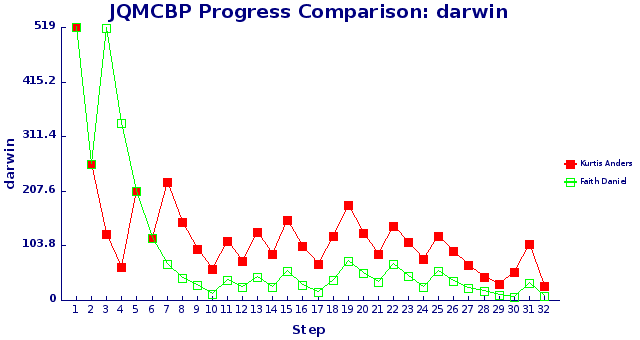 JQMCBP Progress Comparison: darwin
519
415.2
311.4
207.6
103.8
0
darwin
1 2 3 4 5 6 7 8 9 10 11 12 13 14 15 16 17 18 19 20 21 22 23 24 25 26 27 28 29 30 31 32
Step
Kurtis Anders
Faith Daniel